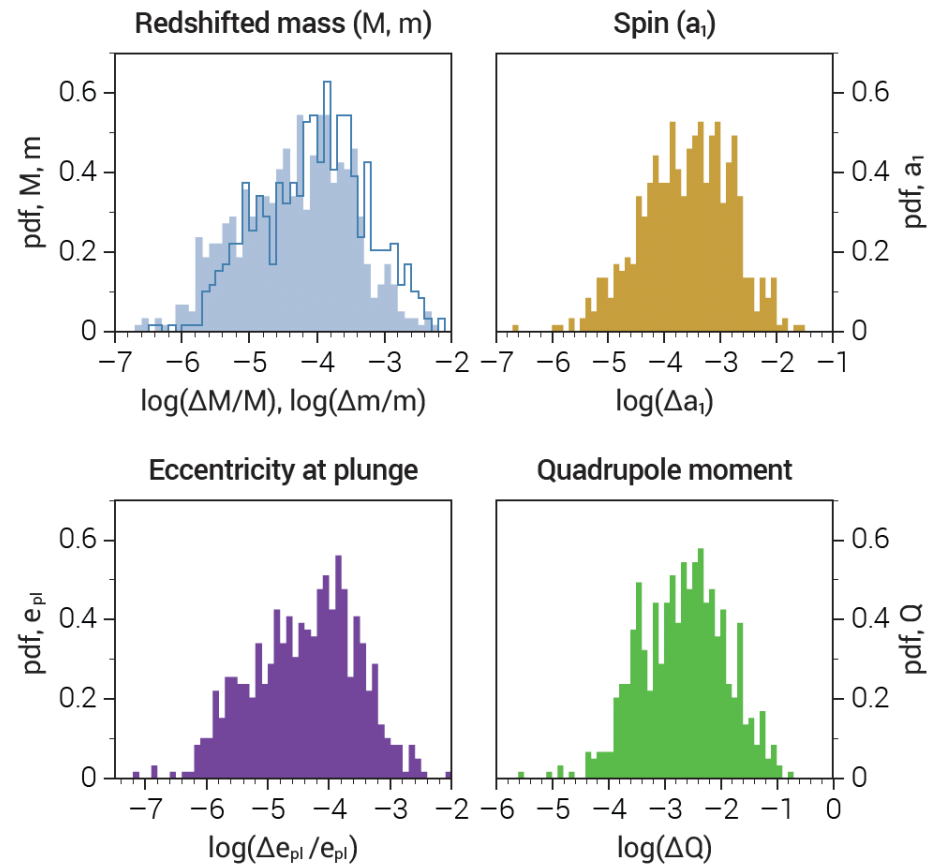 Redshifted mass (M, m)
Spin (a₁)
pdf, M, m
0.6
0.4
0.2
0
−7 −6 −5 −4 −3 −2
log(ΔM/M), log(Δm/m)
0.6
0.4
0.2
0
pdf, a₁
−7 −6 −5 −4 −3 −2 −1
log(Δa₁)
Eccentricity at plunge
Quadrupole moment
pdf, eₚₗ
0.6
0.4
0.2
0
−7 −6 −5 −4 −3 −2
log(Δeₚₗ/eₚₗ)
0.6
0.4
0.2
0
pdf, Q
−6 −5 −4 −3 −2 −1 0
log(ΔQ)